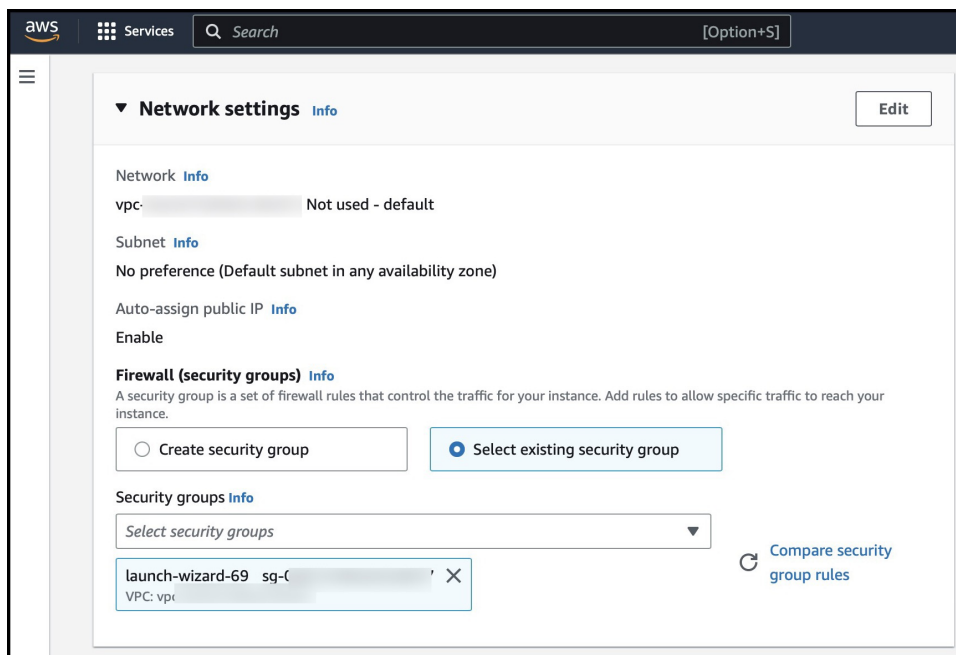 aws
Services
Search
[Option+S]
Network settings Info
Edit
Network Info
vpc- Not used - default
Subnet Info
No preference (Default subnet in any availability zone)
Auto-assign public IP Info
Enable
Firewall (security groups) Info
A security group is a set of firewall rules that control the traffic for your instance. Add rules to allow specific traffic to reach your
instance.
Create security group
Select existing security group
Security groups Info
Select security groups
Compare security
group rules
launch-wizard-69
VPC: